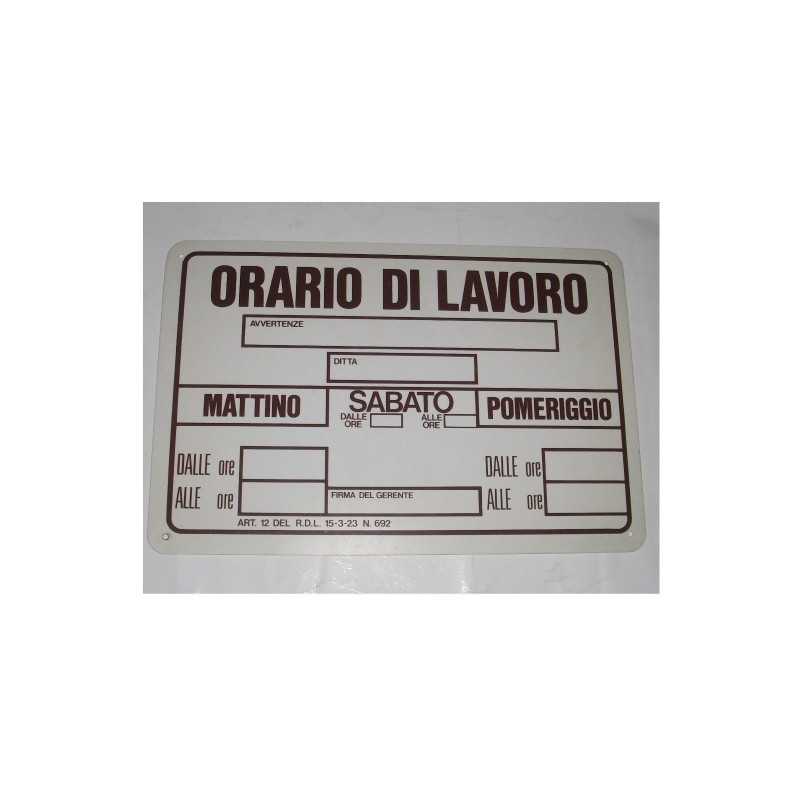 ORARIO DI LAVORO
AVVERTENZE
DITTA
MATTINO
SABATO
DALLE ORE
ALLE ORE
POMERIGGIO
DALLE ore
ALLE ore
DALLE ore
ALLE ore
FIRMA DEL GERENTE
ART. 12 DEL R.D.L. 15-3-23 N. 692